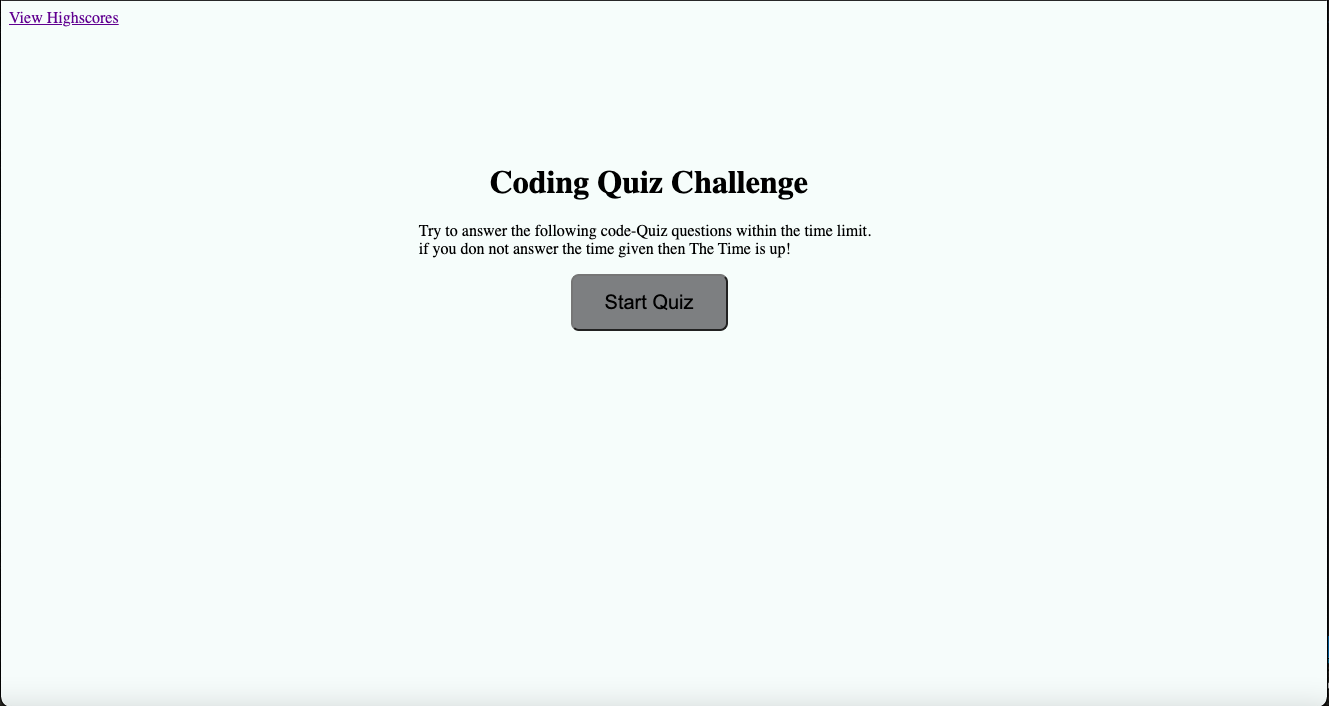 View Highscores
Coding Quiz Challenge
Try to answer the following code-Quiz questions within the time limit.
if you don not answer the time given then The Time is up!
Start Quiz